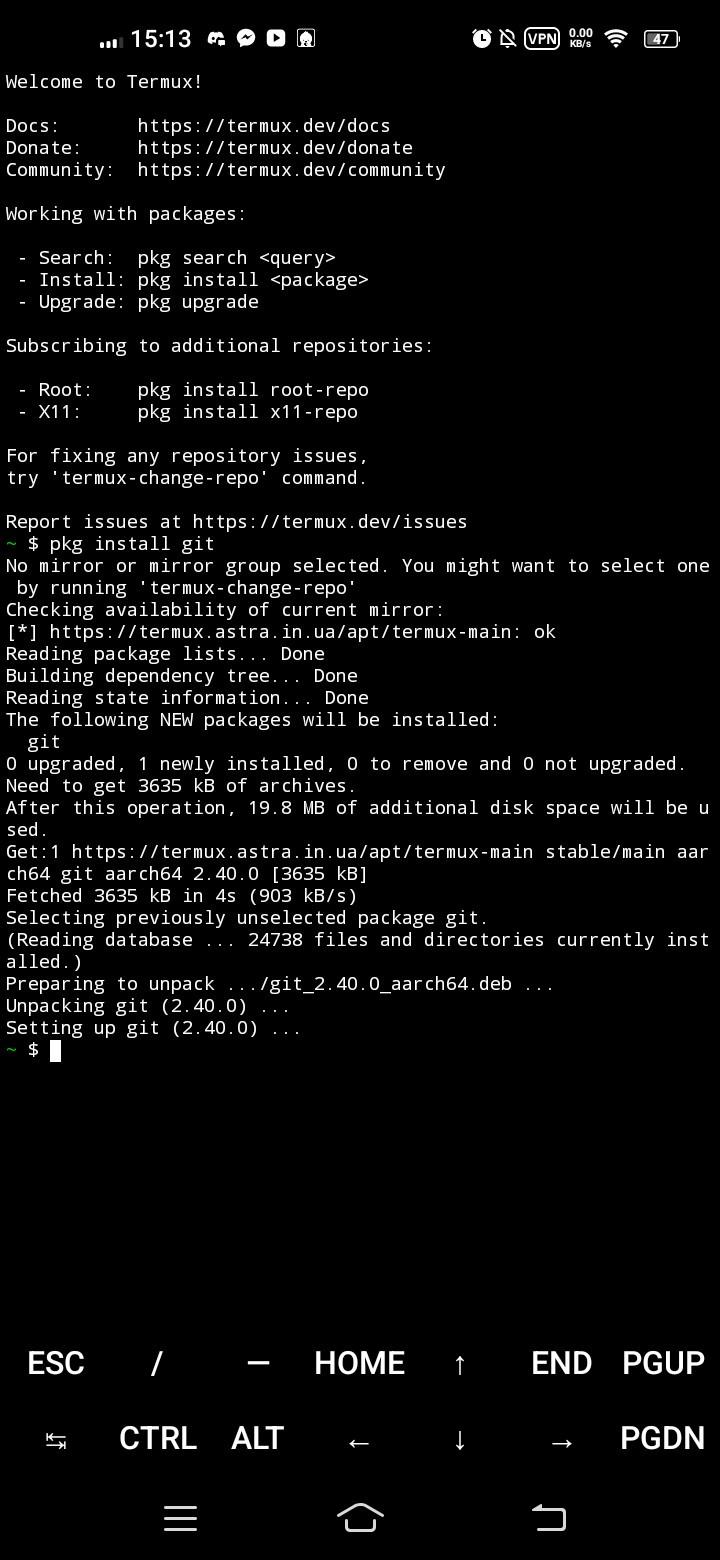 15:13 VPN 0.00 KB/s 47
Welcome to Termux!
Docs:       https://termux.dev/docs
Donate:     https://termux.dev/donate
Community:  https://termux.dev/community
Working with packages:
 - Search:  pkg search <query>
 - Install: pkg install <package>
 - Upgrade: pkg upgrade
Subscribing to additional repositories:
 - Root:    pkg install root-repo
 - X11:     pkg install x11-repo
For fixing any repository issues,
try 'termux-change-repo' command.
Report issues at https://termux.dev/issues
~ $ pkg install git
No mirror or mirror group selected. You might want to select one
 by running 'termux-change-repo'
Checking availability of current mirror:
[*] https://termux.astra.in.ua/apt/termux-main: ok
Reading package lists... Done
Building dependency tree... Done
Reading state information... Done
The following NEW packages will be installed:
  git
0 upgraded, 1 newly installed, 0 to remove and 0 not upgraded.
Need to get 3635 kB of archives.
After this operation, 19.8 MB of additional disk space will be u
sed.
Get:1 https://termux.astra.in.ua/apt/termux-main stable/main aar
ch64 git aarch64 2.40.0 [3635 kB]
Fetched 3635 kB in 4s (903 kB/s)
Selecting previously unselected package git.
(Reading database ... 24738 files and directories currently inst
alled.)
Preparing to unpack .../git_2.40.0_aarch64.deb ...
Unpacking git (2.40.0) ...
Setting up git (2.40.0) ...
~ $
ESC / — HOME ↑ END PGUP
↹ CTRL ALT ← ↓ → PGDN